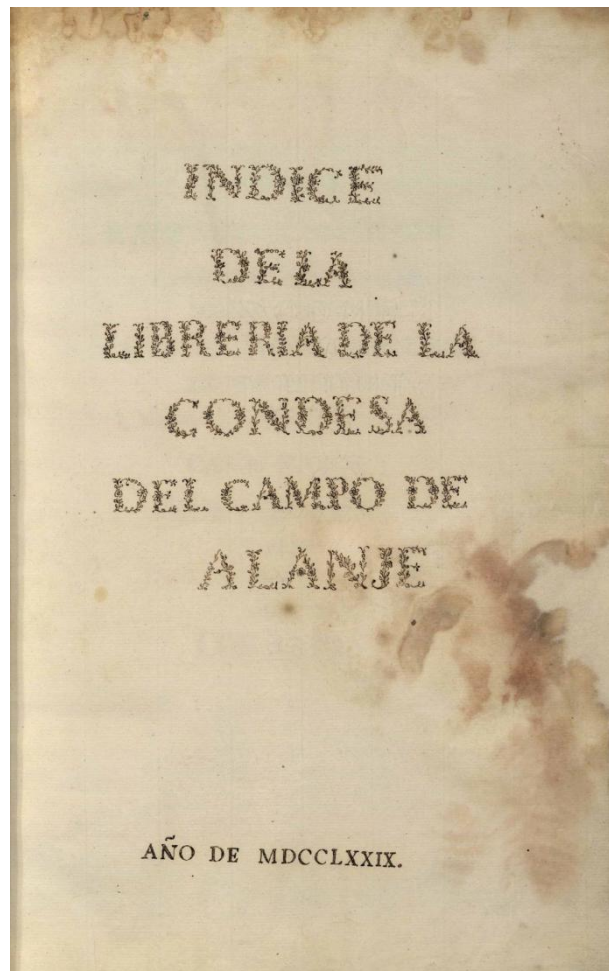 INDICE
DE LA
LIBRERIA DE LA
CONDESA
DEL CAMPO DE
ALANJE
AÑO DE MDCCLXXIX.